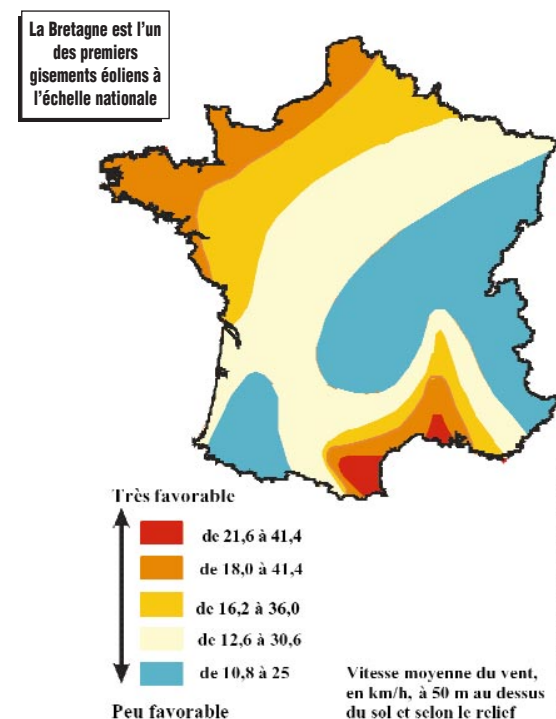 La Bretagne est l'un
des premiers
gisements éoliens à
l'échelle nationale
Très favorable
de 21,6 à 41,4
de 18,0 à 41,4
de 16,2 à 36,0
de 12,6 à 30,6
de 10,8 à 25
Peu favorable
Vitesse moyenne du vent,
en km/h, à 50 m au dessus
du sol et selon le relief